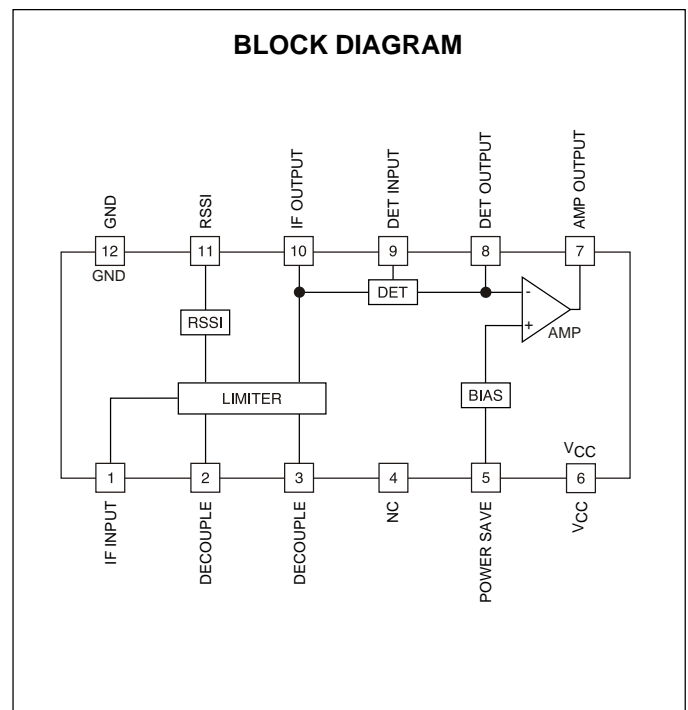 BLOCK DIAGRAM
GND
RSSI
IF OUTPUT
DET INPUT
DET OUTPUT
AMP OUTPUT
12
11
10
9
8
7
GND
DET
-
+
AMP
RSSI
LIMITER
BIAS
VCC
1
2
3
4
5
6
IF INPUT
DECOUPLE
DECOUPLE
NC
POWER SAVE
VCC